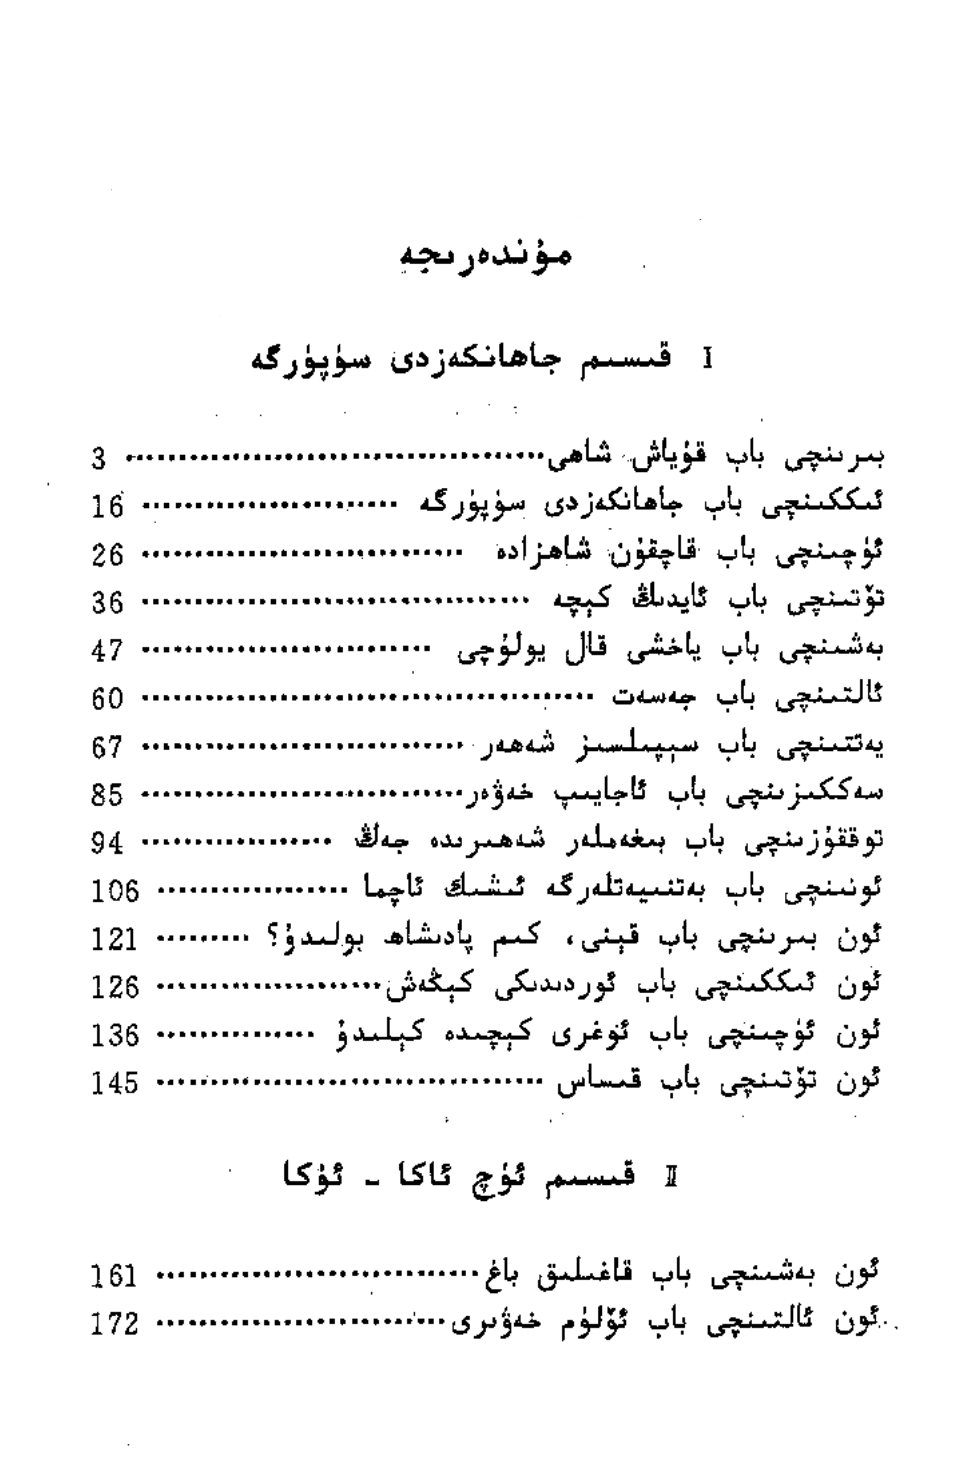 مۇندەرىجە
I قىسىم جاھانكەزدى سۈپۈرگە
بىرىنچى باب قۇياش شاھى ........................................ 3
ئىككىنچى باب جاھانكەزدى سۈپۈرگە ........................ 16
ئۈچىنچى باب قاچقۇن شاھزادە .............................. 26
تۆتىنچى باب ئايدىڭ كېچە .................................... 36
بەشىنچى باب ياخشى قال يولۇچى ........................... 47
ئالتىنچى باب جەسەت .......................................... 60
يەتتىنچى باب سېپىلسىز شەھەر .............................. 67
سەككىزىنچى باب ئاجايىپ خەۋەر .............................. 85
توققۇزىنچى باب بىغەملەر شەھىرىدە جەڭ .................. 94
ئونىنچى باب بەتنىيەتلەرگە ئىشىك ئاچما .................. 106
ئون بىرىنچى باب قېنى، كىم پادىشاھ بولىدۇ؟ ......... 121
ئون ئىككىنچى باب ئوردىدىكى كېڭەش ..................... 126
ئون ئۈچىنچى باب ئوغرى كېچىدە كېلىدۇ ............... 136
ئون تۆتىنچى باب قىساس .................................... 145
II قىسىم ئۈچ ئاكا - ئۇكا
ئون بەشىنچى باب قاغىلىق باغ .............................. 161
ئون ئالتىنچى باب ئۆلۈم خەۋىرى ........................... 172